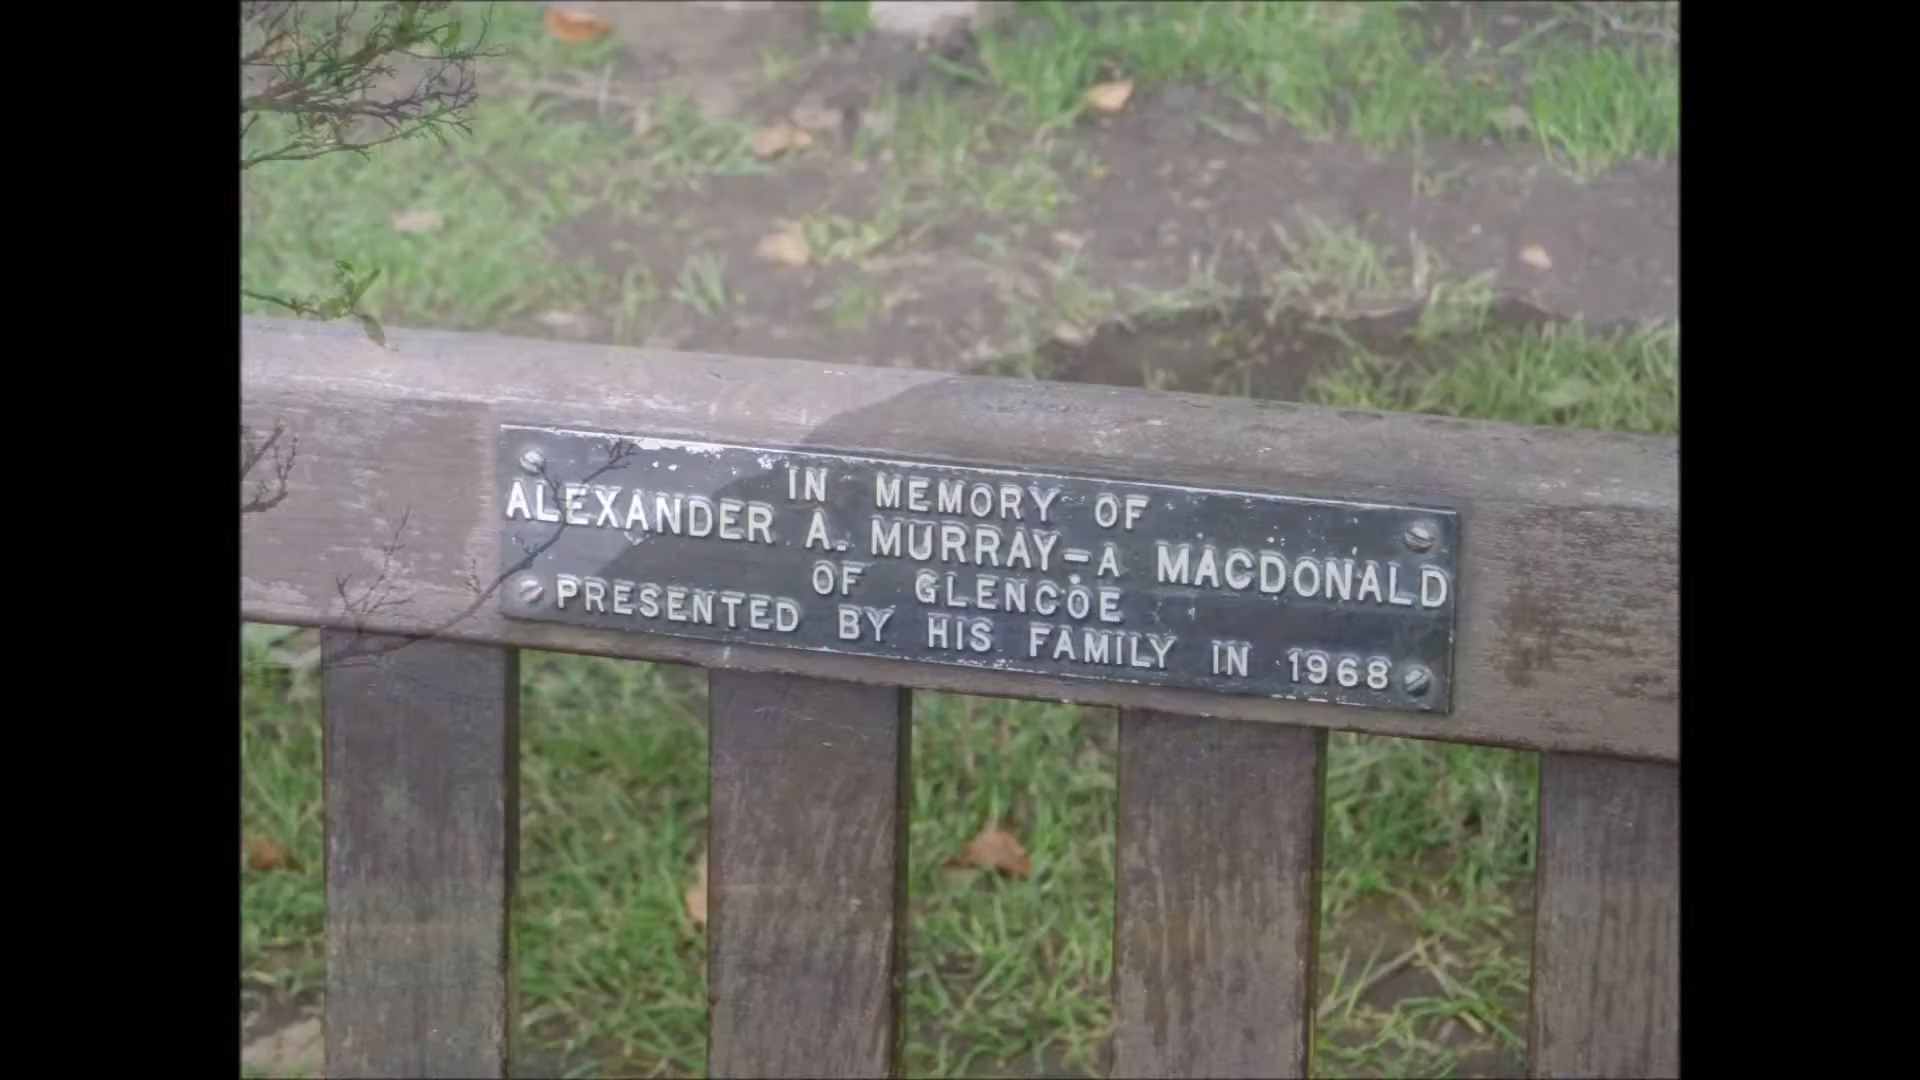 IN MEMORY OF
ALEXANDER A. MURRAY-A MACDONALD
OF GLENCOE
PRESENTED BY HIS FAMILY IN 1968